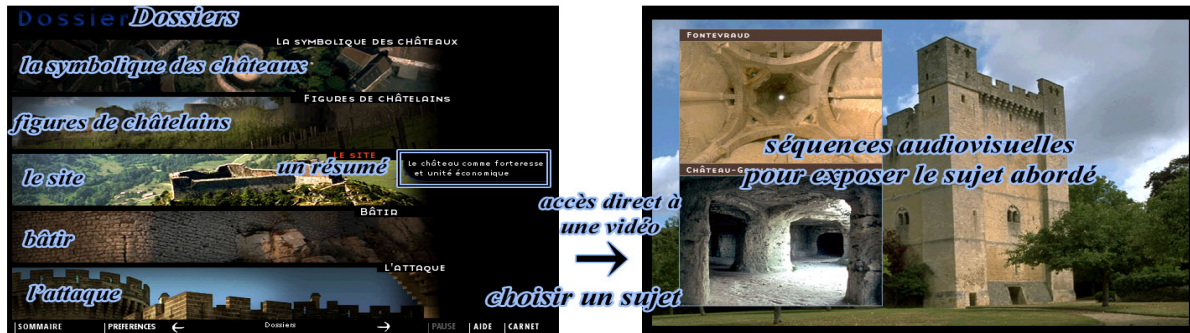 Dossier Dossiers
LA SYMBOLIQUE DES CHÂTEAUX
la symbolique des châteaux
FIGURES DE CHÂTELAINS
figures de châtelains
LE SITE
un résumé
Le château comme forteresse
et unité économique
le site
BÂTIR
bâtir
L'ATTAQUE
l'attaque
SOMMAIRE
PREFERENCES
Dossiers
PAUSE
AIDE
CARNET
accès direct à
une vidéo
choisir un sujet
FONTEVRAUD
séquences audiovisuelles
CHÂTEAU-G
pour exposer le sujet abordé